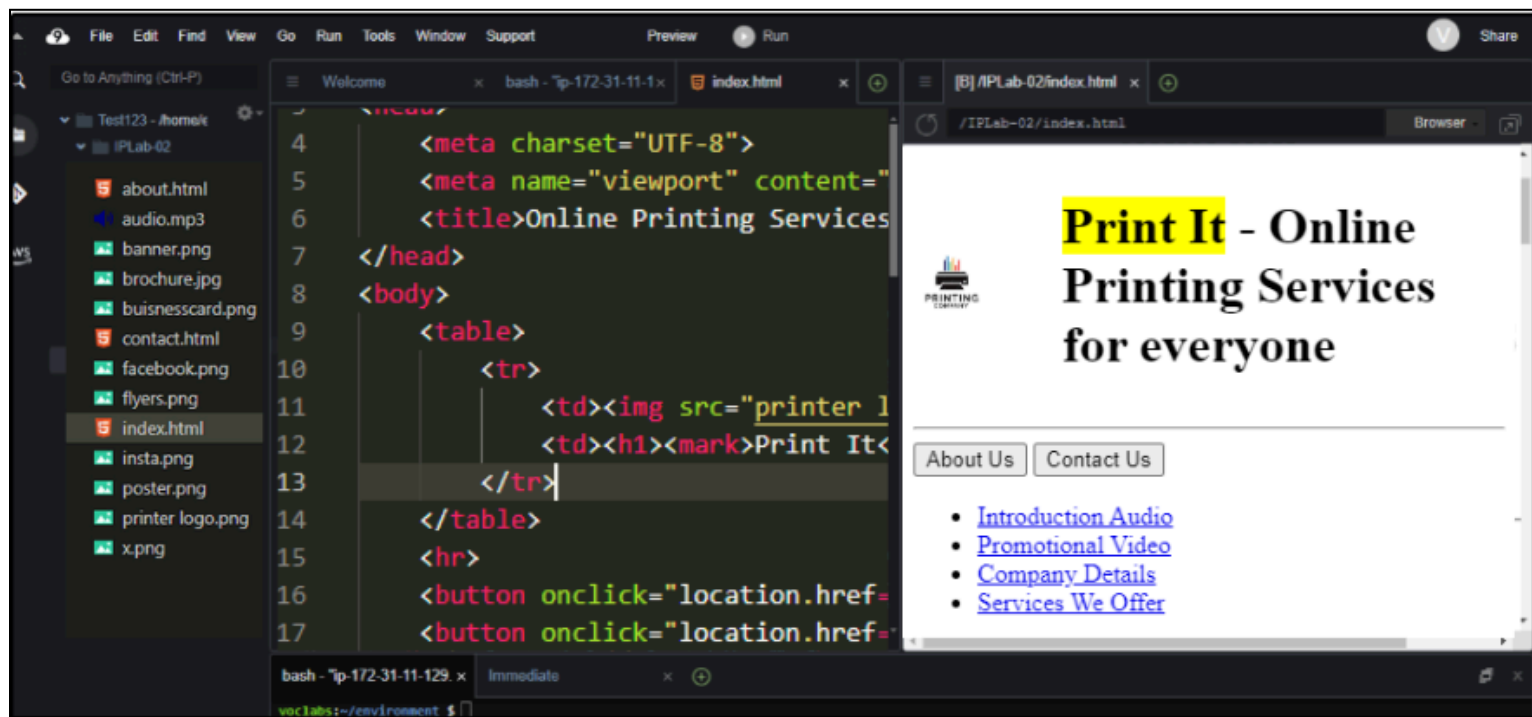 File Edit Find View Go Run Tools Window Support Preview Run V Share
Go to Anything (Ctrl-P)
Welcome
bash - "ip-172-31-11-1
index.html
[B] /IPLab-02/index.html
/IPLab-02/index.html
Browser
Test123 - /home/e
IPLab-02
about.html
audio.mp3
banner.png
brochure.jpg
buisnesscard.png
contact.html
facebook.png
flyers.png
index.html
insta.png
poster.png
printer logo.png
x.png
4 <meta charset="UTF-8">
5 <meta name="viewport" content="
6 <title>Online Printing Services
7 </head>
8 <body>
9 <table>
10 <tr>
11 <td><img src="printer l
12 <td><h1><mark>Print It<
13 </tr>
14 </table>
15 <hr>
16 <button onclick="location.href=
17 <button onclick="location.href=
PRINTING
COMPANY
Print It - Online
Printing Services
for everyone
About Us Contact Us
Introduction Audio
Promotional Video
Company Details
Services We Offer
bash - "ip-172-31-11-129.
Immediate
voclabs:~/environment $